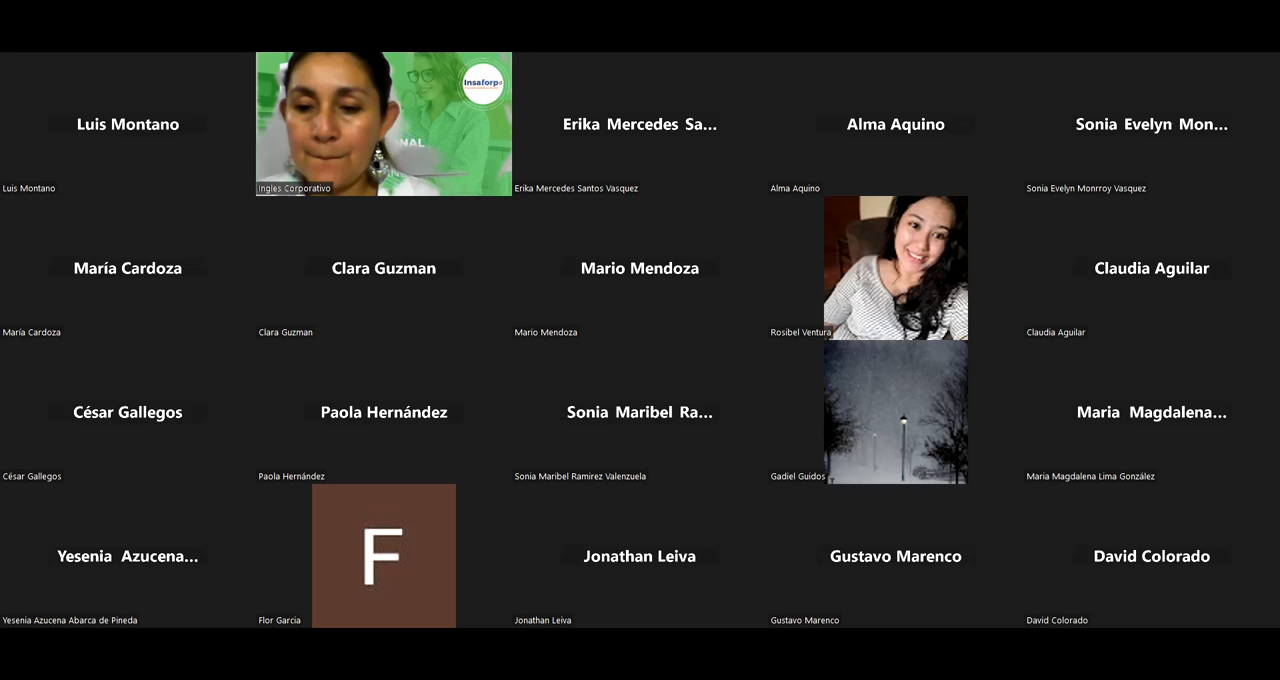 Luis Montano
Luis Montano
Insaforp
NAL
Ingles Corporativo
Erika Mercedes Sa...
Erika Mercedes Santos Vasquez
Alma Aquino
Alma Aquino
Sonia Evelyn Mon...
Sonia Evelyn Monrroy Vasquez
María Cardoza
María Cardoza
Clara Guzman
Clara Guzman
Mario Mendoza
Mario Mendoza
Rosibel Ventura
Claudia Aguilar
Claudia Aguilar
César Gallegos
César Gallegos
Paola Hernández
Paola Hernández
Sonia Maribel Ra...
Sonia Maribel Ramirez Valenzuela
Gadiel Guidos
Maria Magdalena...
Maria Magdalena Lima González
Yesenia Azucena...
Yesenia Azucena Abarca de Pineda
F
Flor Garcia
Jonathan Leiva
Jonathan Leiva
Gustavo Marenco
Gustavo Marenco
David Colorado
David Colorado